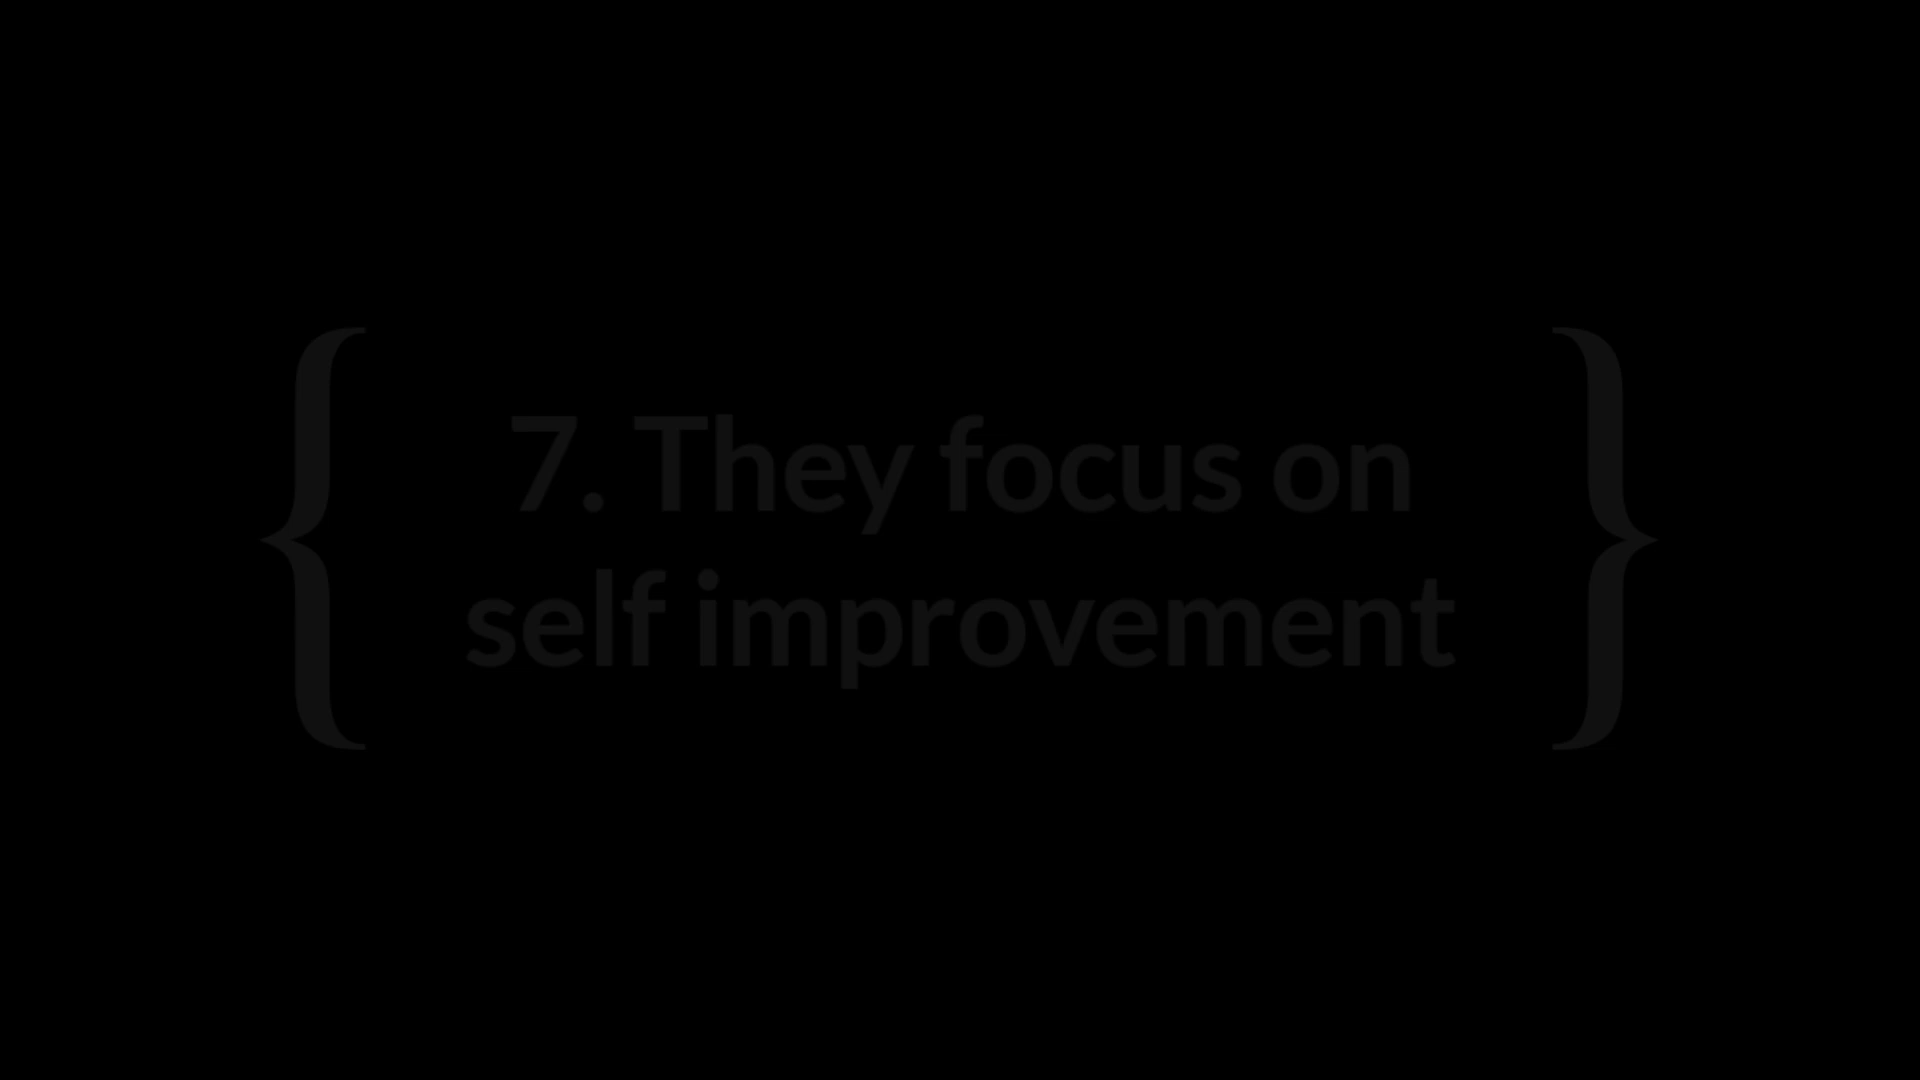 { 7. They focus on }
self improvement